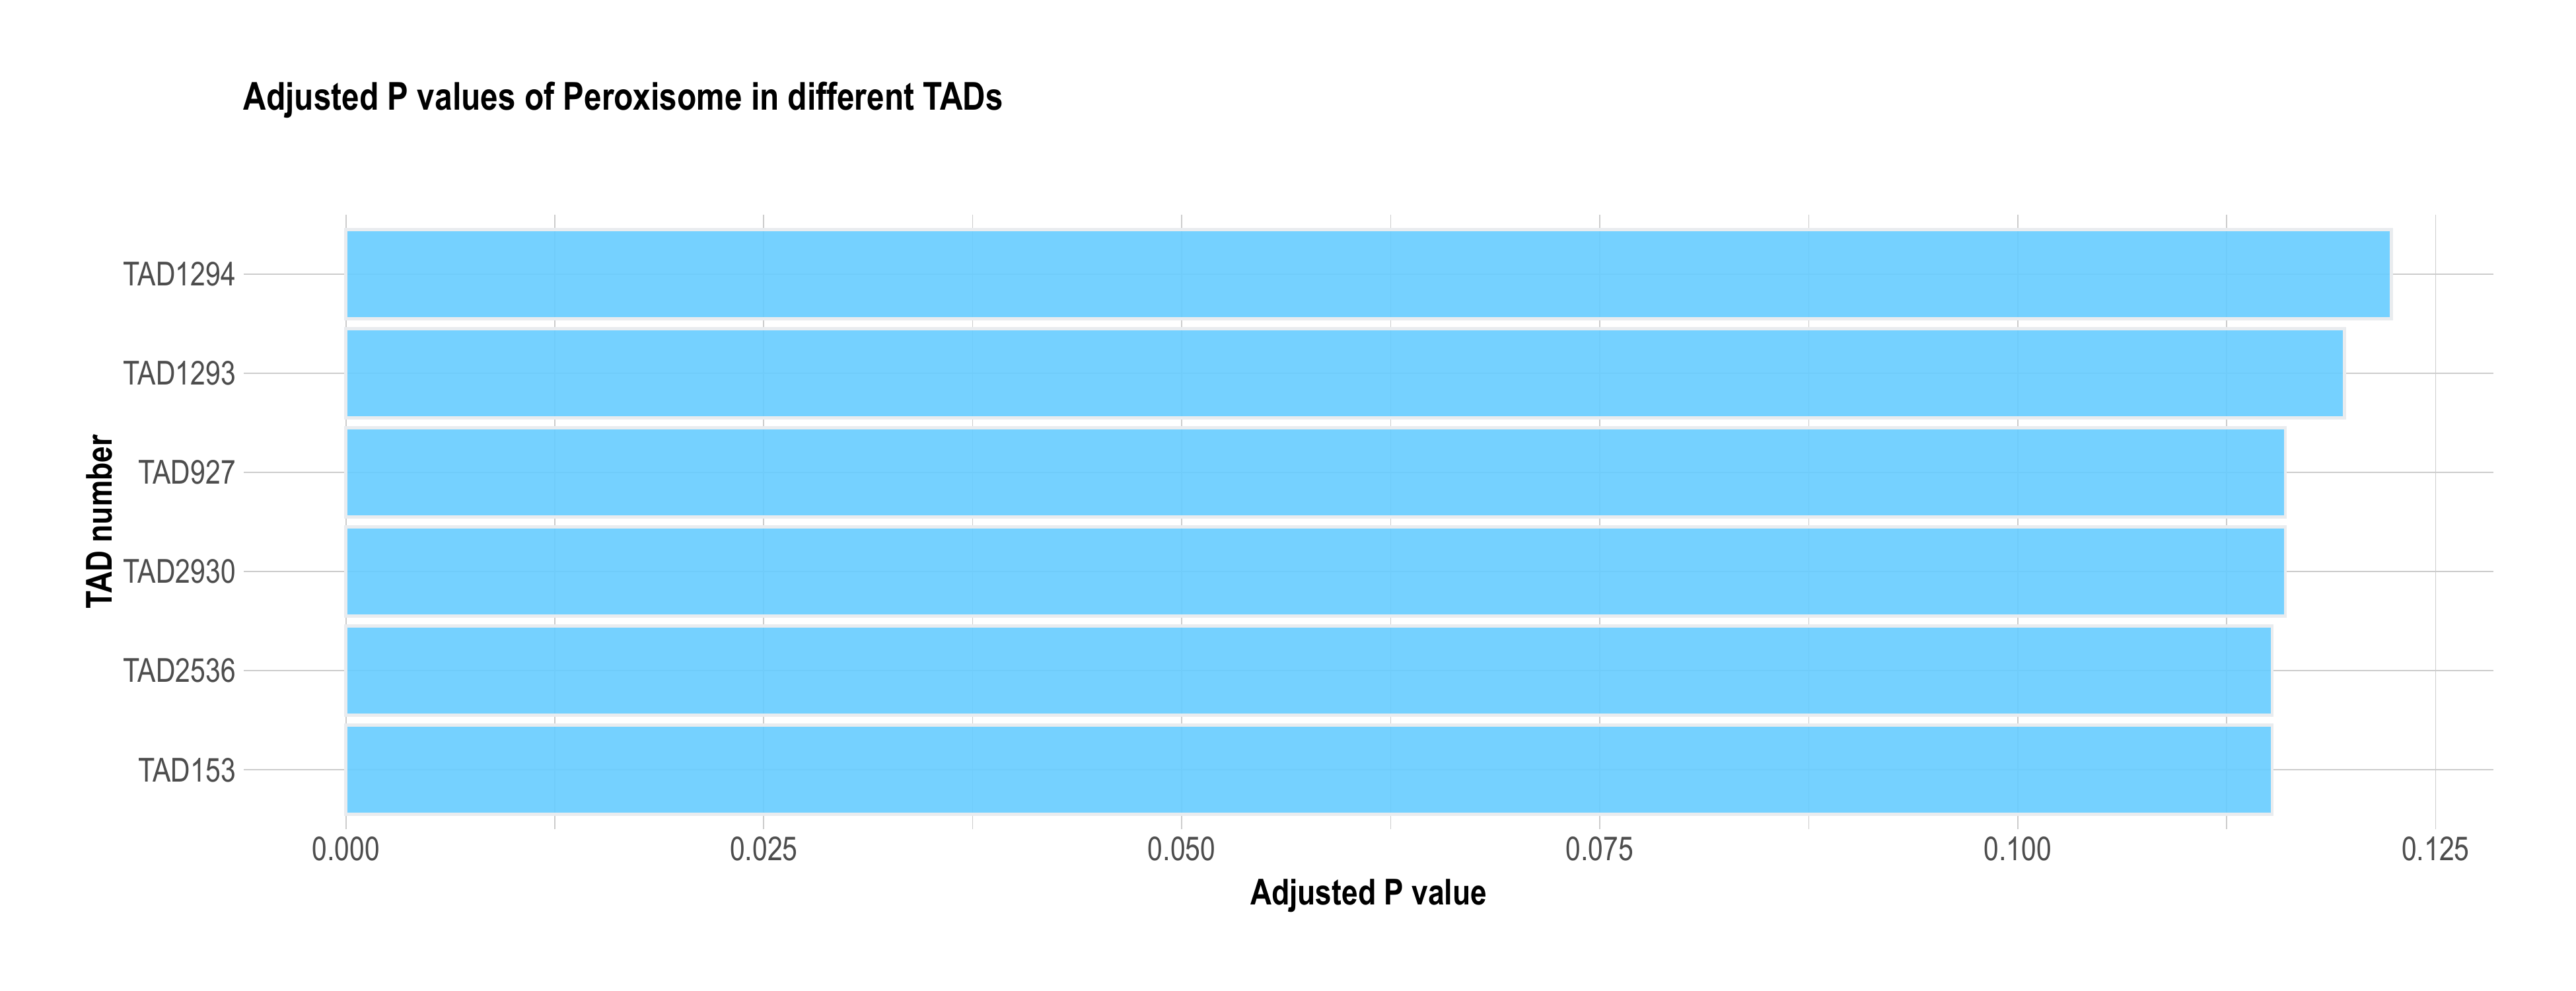 Adjusted P values of Peroxisome in different TADs
TAD number
TAD1294
TAD1293
TAD927
TAD2930
TAD2536
TAD153
0.000 0.025 0.050 0.075 0.100 0.125
Adjusted P value